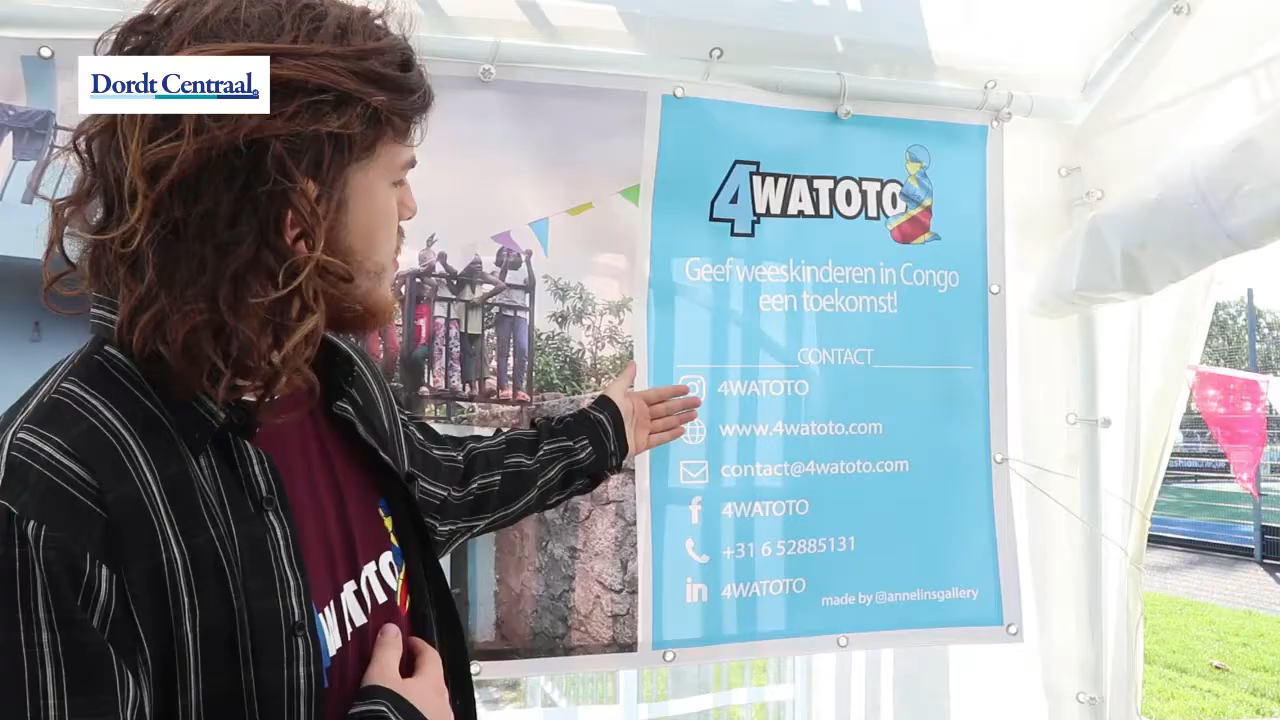 Dordt Centraal
4WATOTO
Geef weeskinderen in Congo
een toekomst!
CONTACT
4WATOTO
www.4watoto.com
contact@4watoto.com
4WATOTO
+31 6 52885131
4WATOTO
made by @annelinsgallery
WATOTO